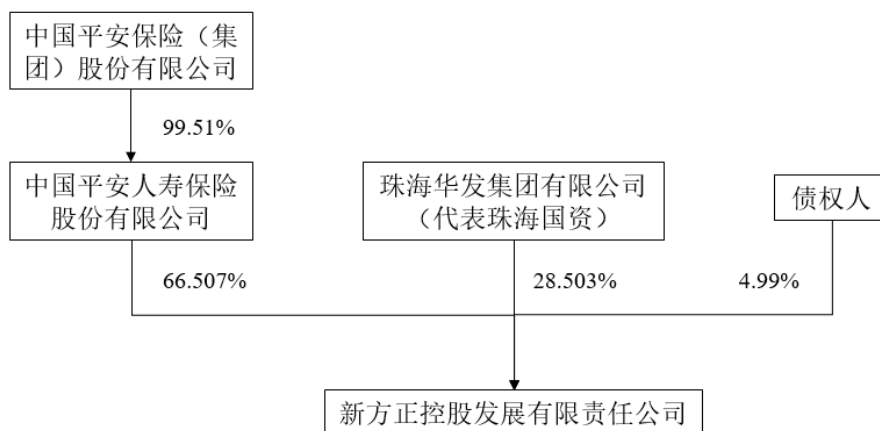 中国平安保险（集
团）股份有限公司
99.51%
中国平安人寿保险
股份有限公司
珠海华发集团有限公司
（代表珠海国资）
债权人
66.507%
28.503%
4.99%
新方正控股发展有限责任公司